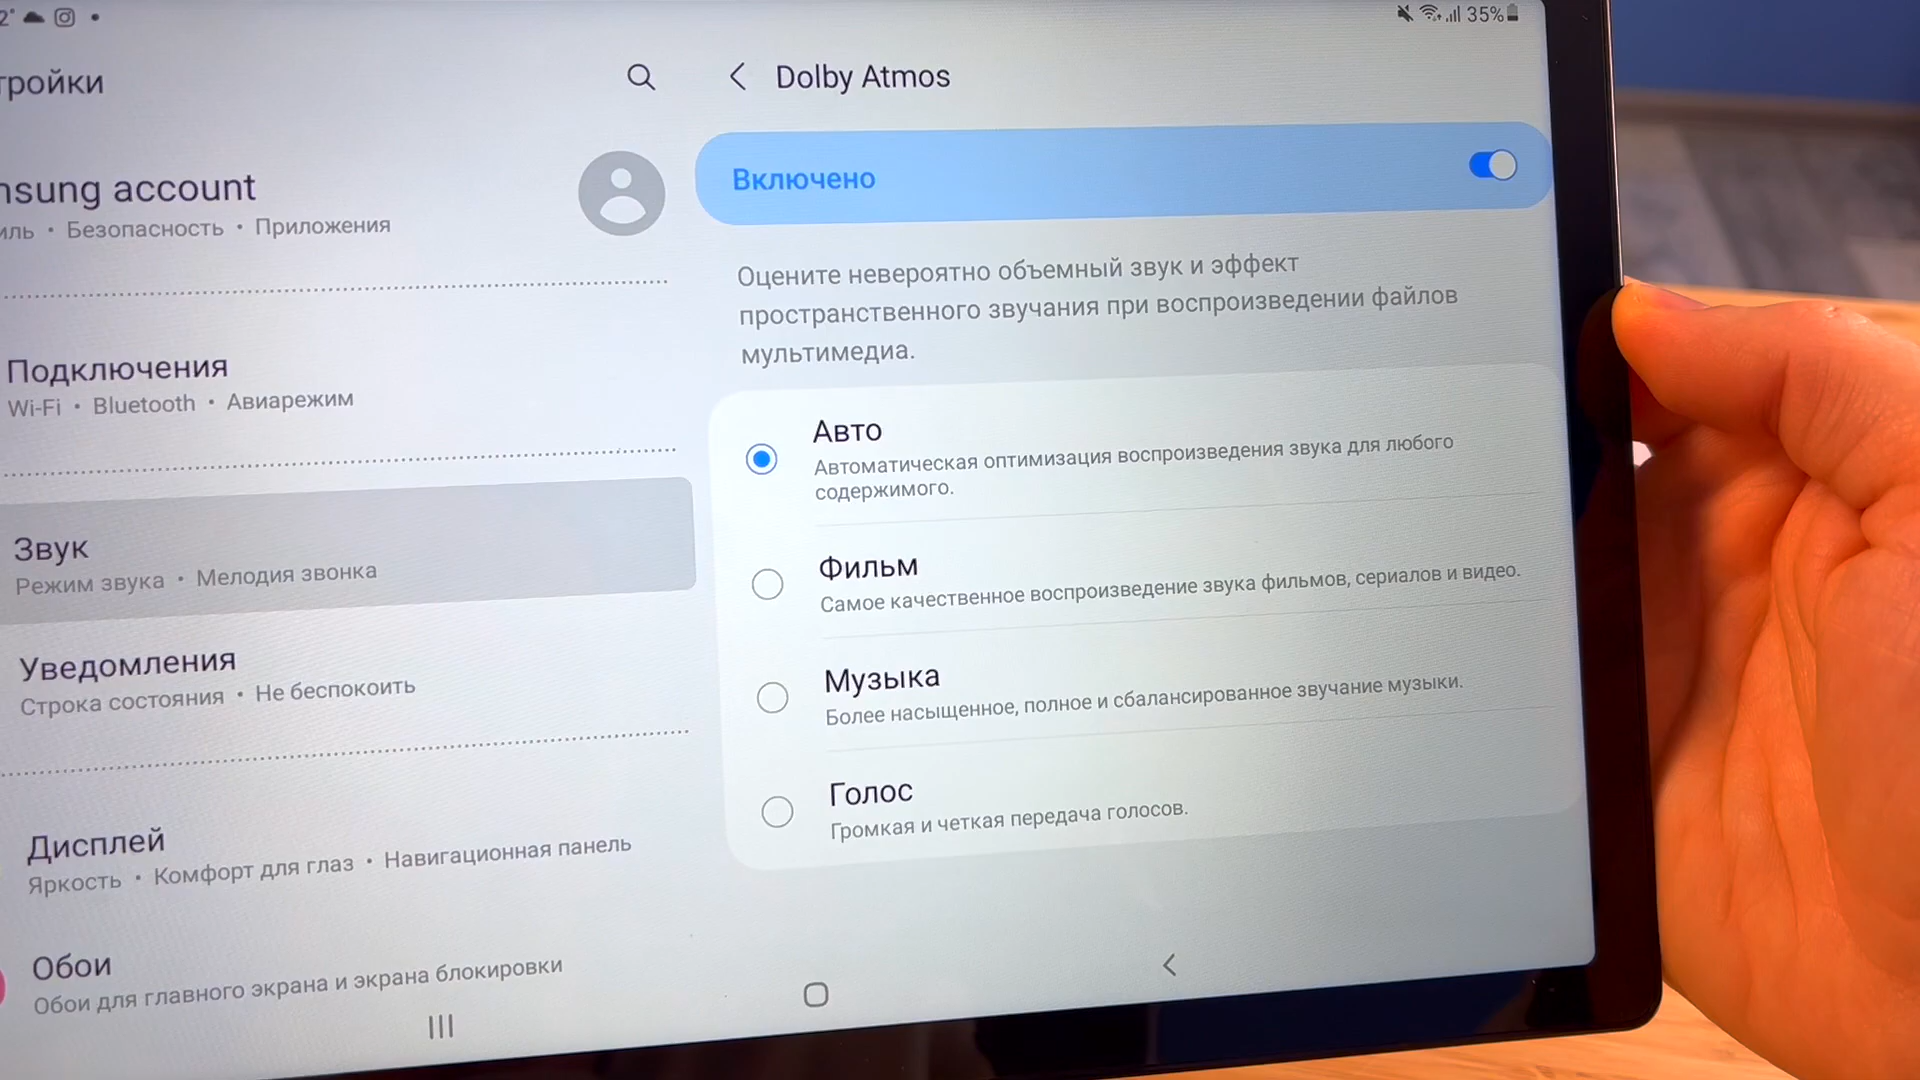 2°
35%
тройки
nsung account
иль • Безопасность • Приложения
Подключения
Wi-Fi • Bluetooth • Авиарежим
Звук
Режим звука • Мелодия звонка
Уведомления
Строка состояния • Не беспокоить
Дисплей
Яркость • Комфорт для глаз • Навигационная панель
Обои
Обои для главного экрана и экрана блокировки
Dolby Atmos
Включено
Оцените невероятно объемный звук и эффект
пространственного звучания при воспроизведении файлов
мультимедиа.
Авто
Автоматическая оптимизация воспроизведения звука для любого
содержимого.
Фильм
Самое качественное воспроизведение звука фильмов, сериалов и видео.
Музыка
Более насыщенное, полное и сбалансированное звучание музыки.
Голос
Громкая и четкая передача голосов.